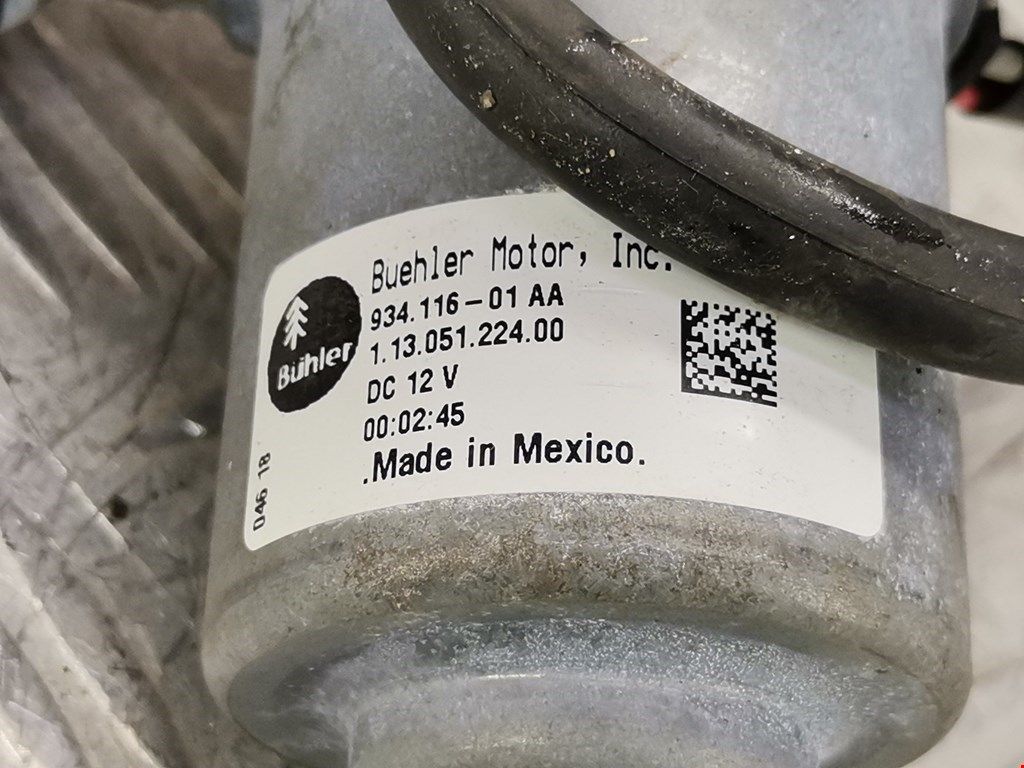 Buehler Motor, Inc.
934.116-01 AA
1.13.051.224.00
DC 12 V
00:02:45
.Made in Mexico.
Bühler
046 18